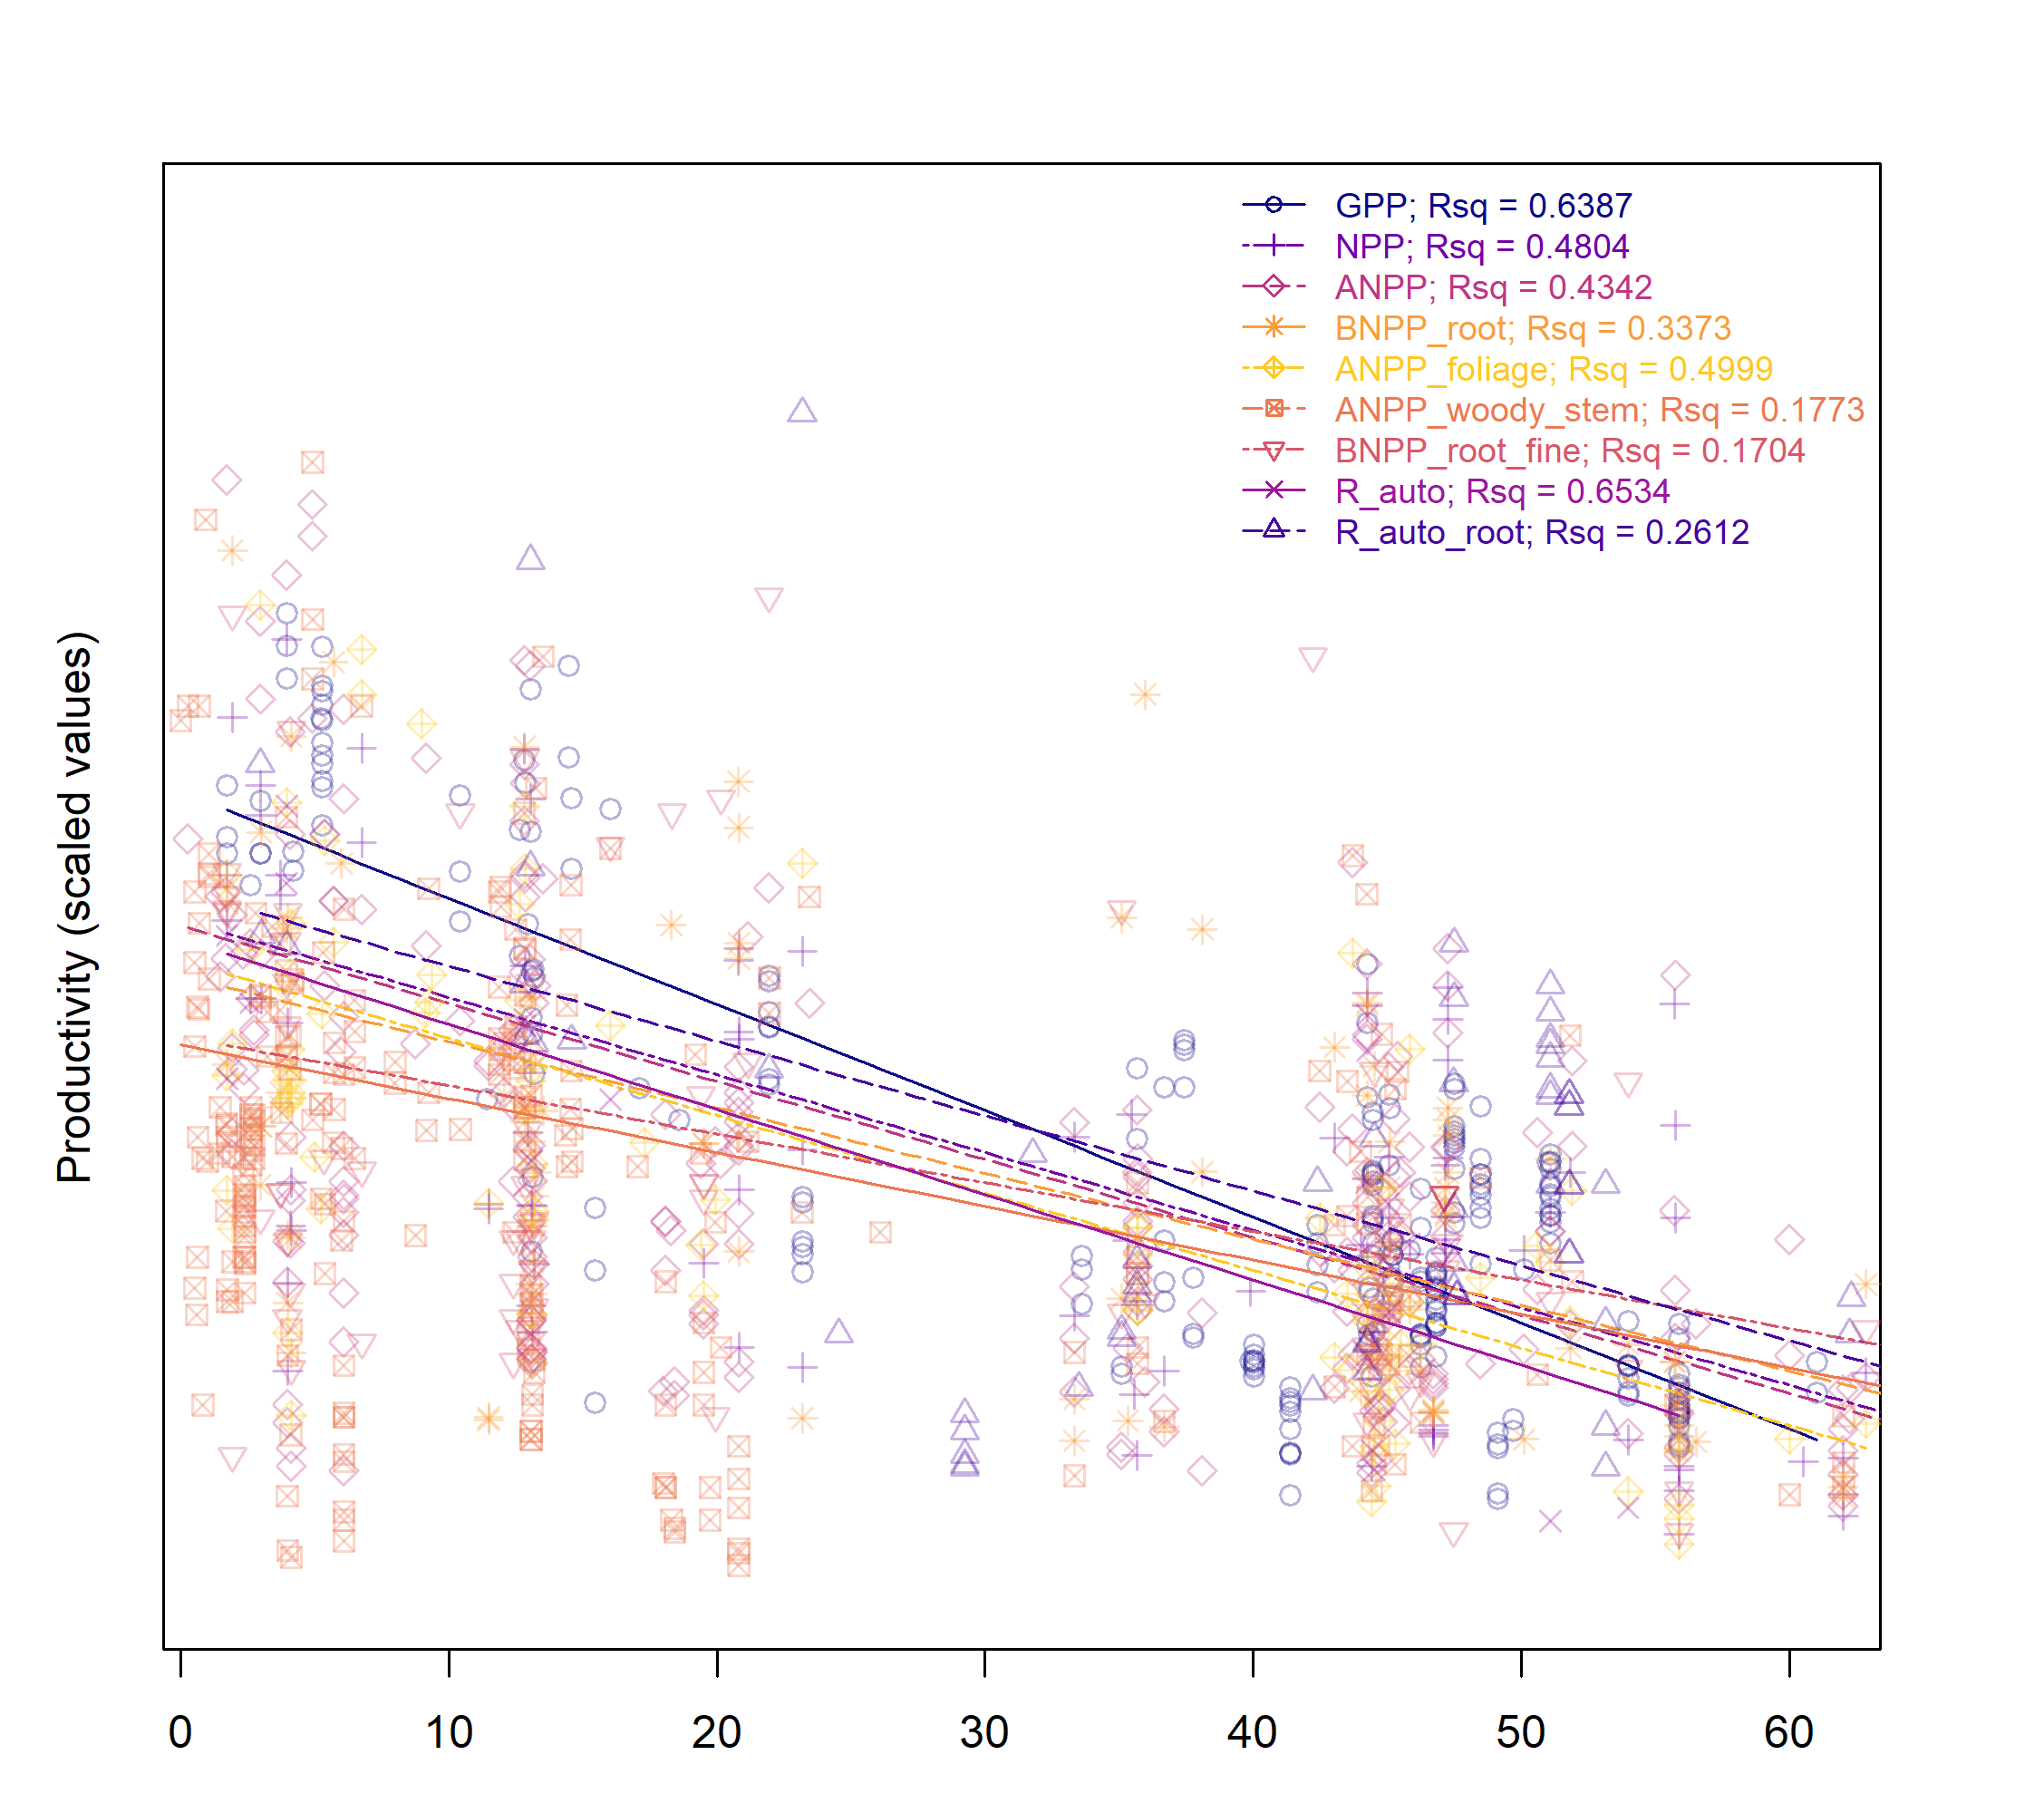 GPP; Rsq = 0.6387
NPP; Rsq = 0.4804
ANPP; Rsq = 0.4342
BNPP_root; Rsq = 0.3373
ANPP_foliage; Rsq = 0.4999
ANPP_woody_stem; Rsq = 0.1773
BNPP_root_fine; Rsq = 0.1704
R_auto; Rsq = 0.6534
R_auto_root; Rsq = 0.2612
Productivity (scaled values)
0 10 20 30 40 50 60